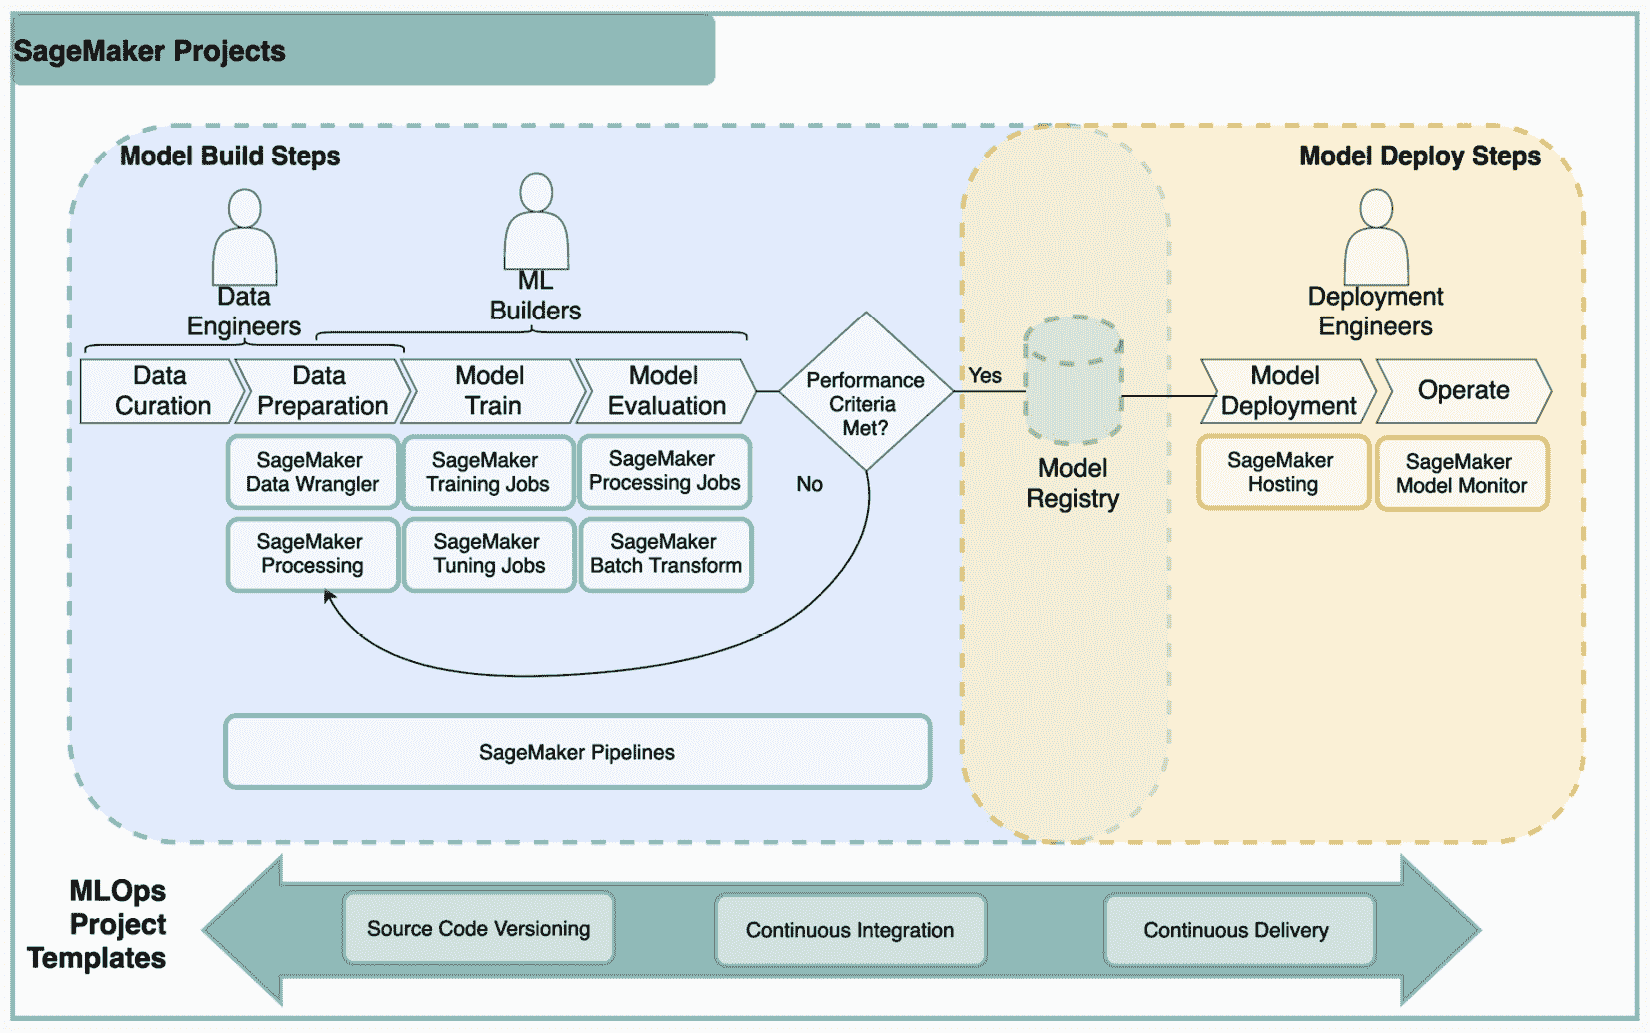 SageMaker Projects
Model Build Steps
Model Deploy Steps
Data
Engineers
ML
Builders
Deployment
Engineers
Data
Curation
Data
Preparation
Model
Train
Model
Evaluation
Performance
Criteria
Met?
Yes
No
Model
Registry
Model
Deployment
Operate
SageMaker
Data Wrangler
SageMaker
Training Jobs
SageMaker
Processing Jobs
SageMaker
Hosting
SageMaker
Model Monitor
SageMaker
Processing
SageMaker
Tuning Jobs
SageMaker
Batch Transform
SageMaker Pipelines
MLOps
Project
Templates
Source Code Versioning
Continuous Integration
Continuous Delivery